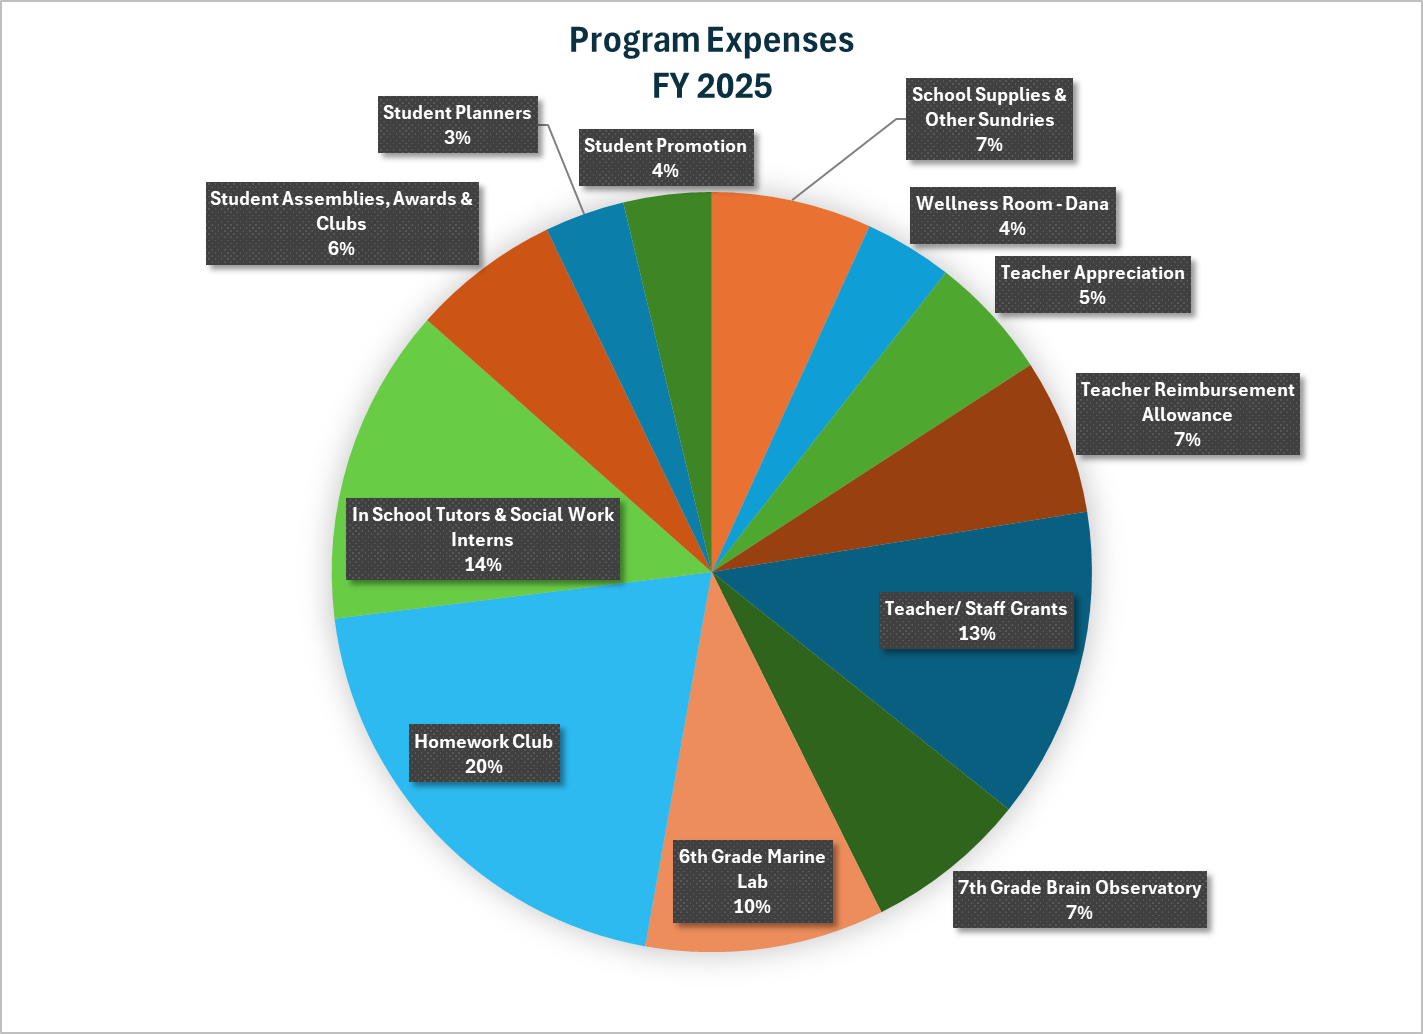 Program Expenses
FY 2025
School Supplies &
Other Sundries
7%
Wellness Room - Dana
4%
Teacher Appreciation
5%
Teacher Reimbursement
Allowance
7%
Teacher/ Staff Grants
13%
7th Grade Brain Observatory
7%
6th Grade Marine
Lab
10%
Homework Club
20%
In School Tutors & Social Work
Interns
14%
Student Assemblies, Awards &
Clubs
6%
Student Planners
3%
Student Promotion
4%